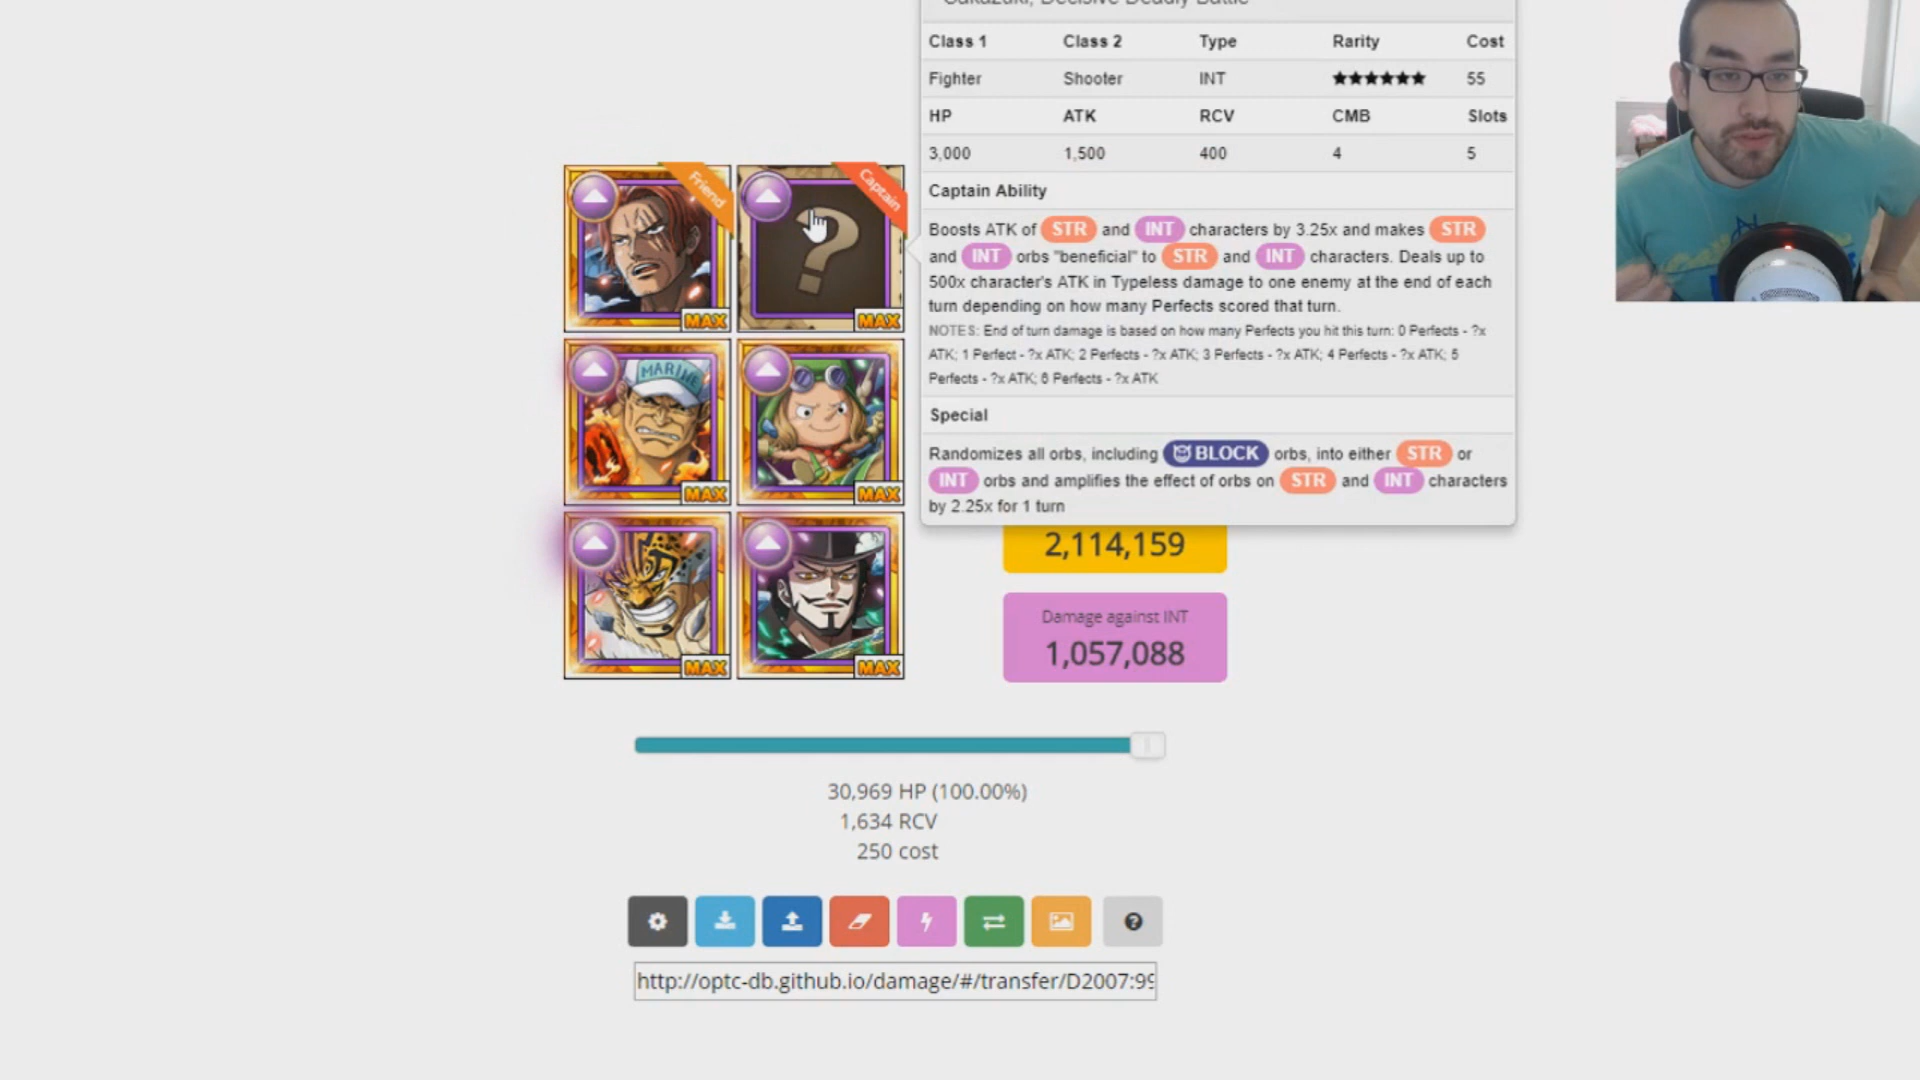 Sakazuki, Decisive Deadly Battle
Class 1 Class 2 Type Rarity Cost
Fighter Shooter INT ★★★★★★ 55
HP ATK RCV CMB Slots
3,000 1,500 400 4 5
Captain Ability
Boosts ATK of STR and INT characters by 3.25x and makes STR
and INT orbs "beneficial" to STR and INT characters. Deals up to
500x character's ATK in Typeless damage to one enemy at the end of each
turn depending on how many Perfects scored that turn.
NOTES: End of turn damage is based on how many Perfects you hit this turn: 0 Perfects - ?x
ATK; 1 Perfect - ?x ATK; 2 Perfects - ?x ATK; 3 Perfects - ?x ATK; 4 Perfects - ?x ATK; 5
Perfects - ?x ATK; 6 Perfects - ?x ATK
Special
Randomizes all orbs, including BLOCK orbs, into either STR or
INT orbs and amplifies the effect of orbs on STR and INT characters
by 2.25x for 1 turn
Friend
Captain
?
MAX
MAX
MARINE
MAX
MAX
MAX
MAX
2,114,159
Damage against INT
1,057,088
30,969 HP (100.00%)
1,634 RCV
250 cost
?
http://optc-db.github.io/damage/#/transfer/D2007:99